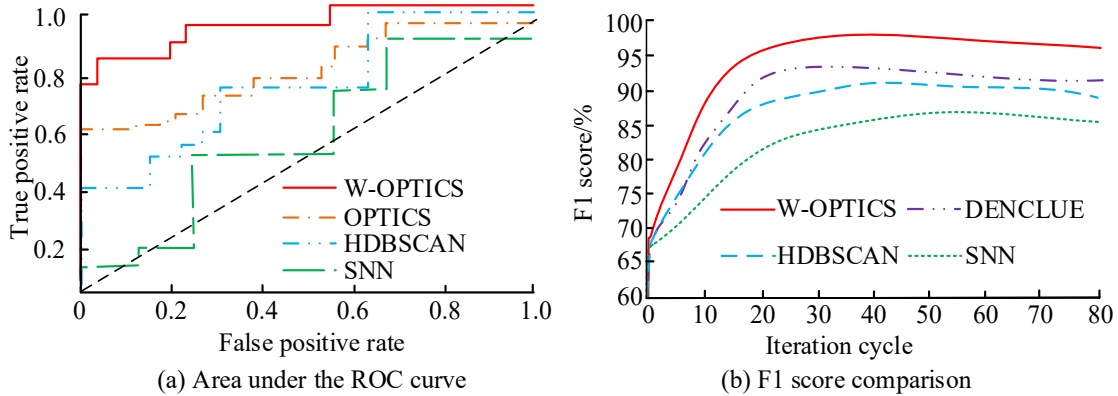 1.0
0.8
0.6
0.4
0.2
True positive rate
W-OPTICS
OPTICS
HDBSCAN
SNN
0 0.2 0.4 0.6 0.8 1.0
False positive rate
(a) Area under the ROC curve
100
95
90
85
80
75
70
65
60
F1 score/%
W-OPTICS DENCLUE
HDBSCAN SNN
0 10 20 30 40 50 60 70 80
Iteration cycle
(b) F1 score comparison